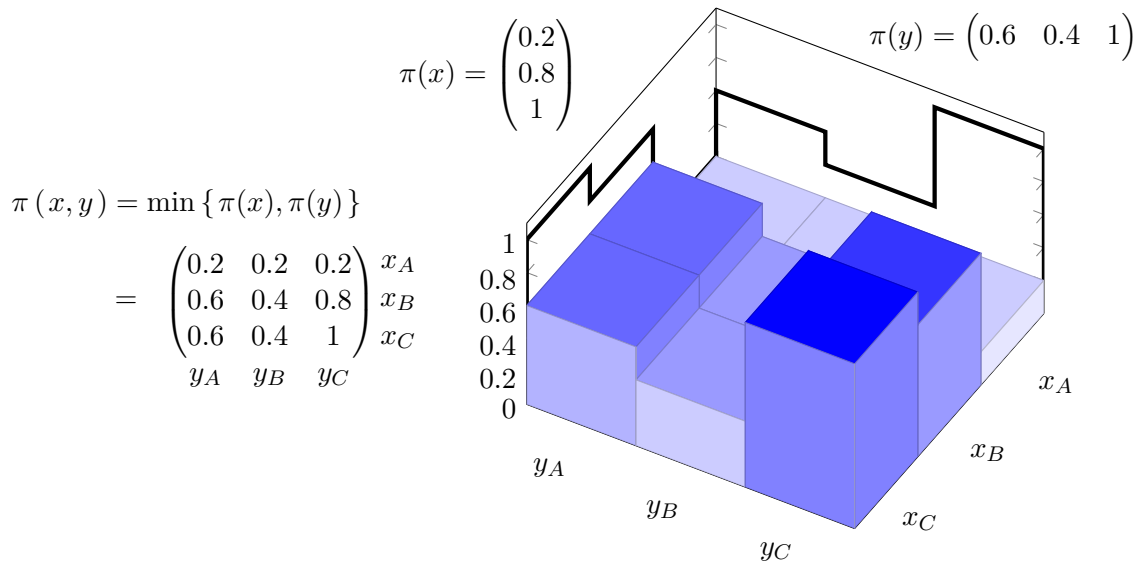 π(x) = (0.2
0.8
1)
π(y) = (0.6 0.4 1)
π(x, y) = min{π(x), π(y)}
= (0.2 0.2 0.2) x_A
(0.6 0.4 0.8) x_B
(0.6 0.4 1) x_C
y_A y_B y_C
1
0.8
0.6
0.4
0.2
0
y_A
y_B
y_C
x_A
x_B
x_C